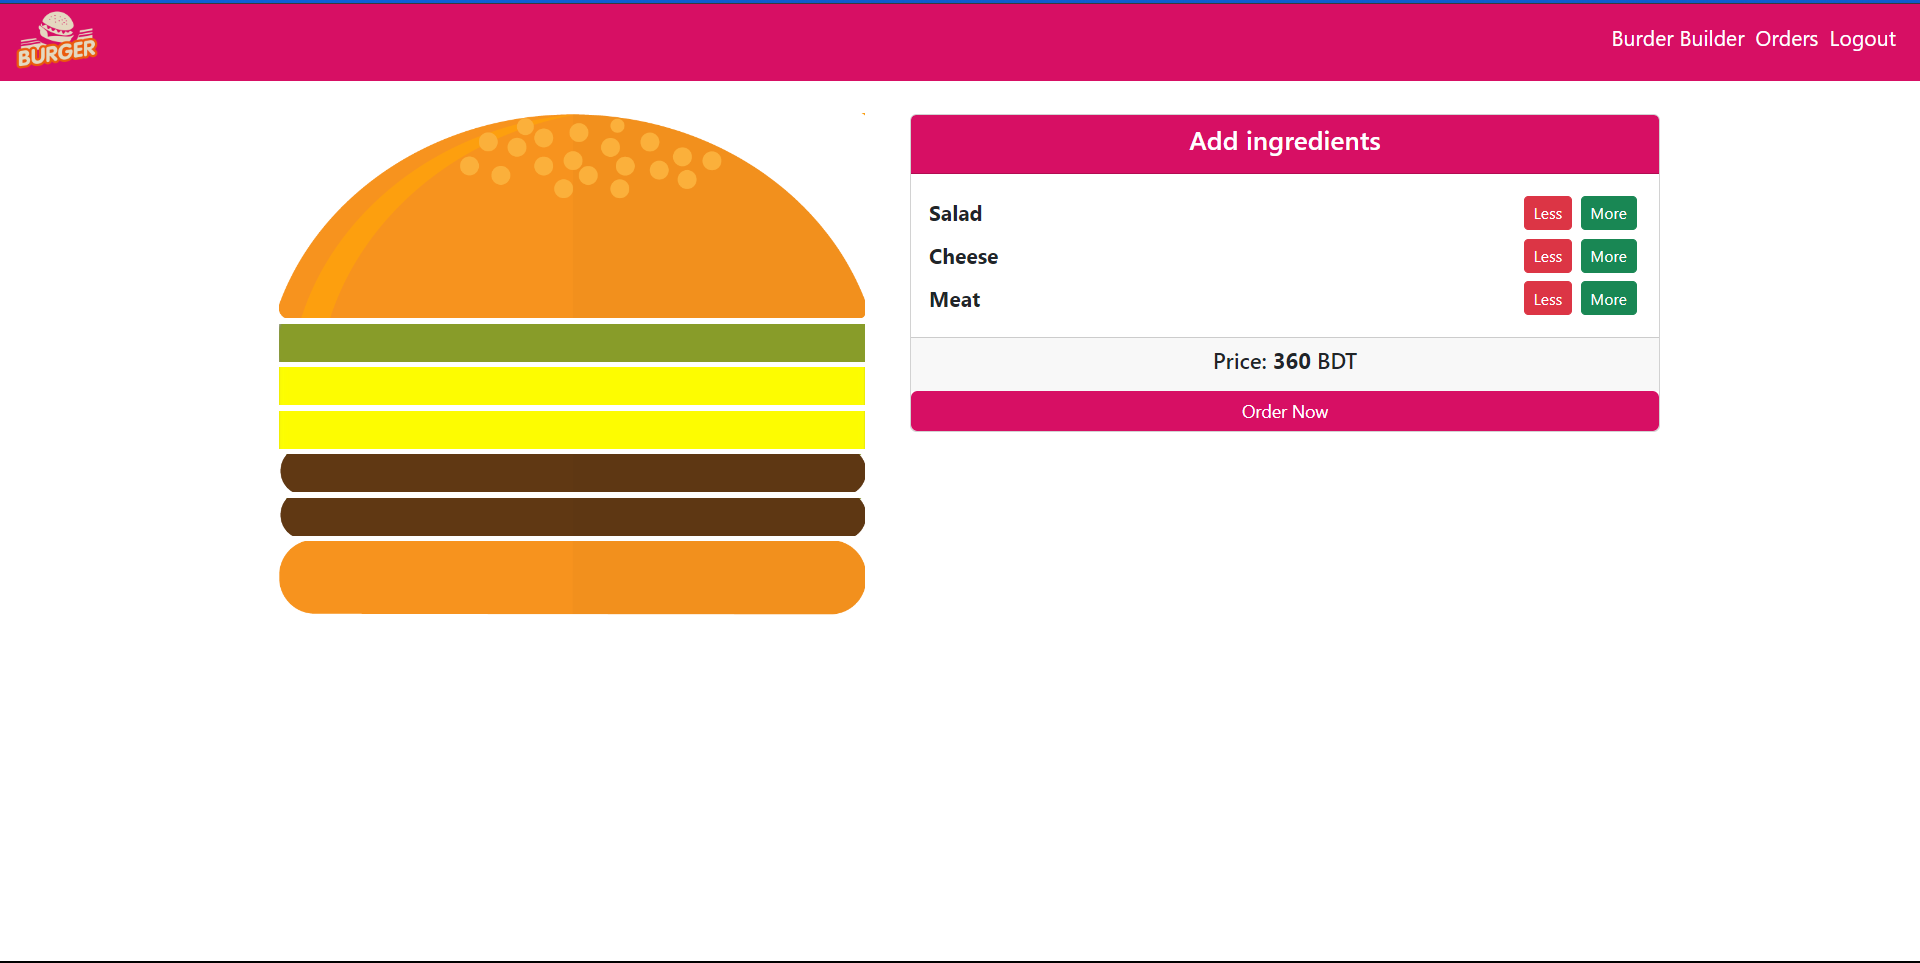 BURGER
Burder Builder Orders Logout
Add ingredients
Salad Less More
Cheese Less More
Meat Less More
Price: 360 BDT
Order Now